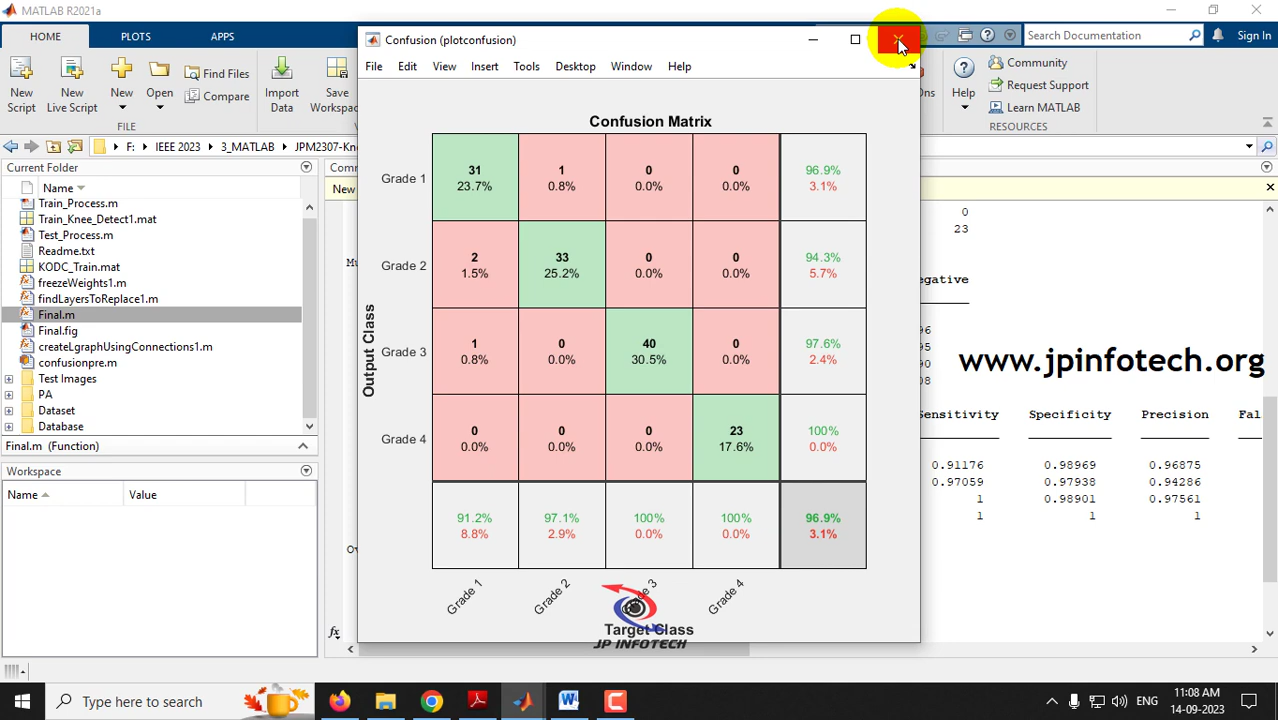 MATLAB R2021a
HOME
PLOTS
APPS
Search Documentation
Sign In
New Script
New Live Script
New
Open
Find Files
Compare
Import Data
Save Workspace
FILE
Help
Community
Request Support
Learn MATLAB
RESOURCES
F:
IEEE 2023
3_MATLAB
Current Folder
Name
Train_Process.m
Train_Knee_Detect1.mat
Test_Process.m
Readme.txt
KODC_Train.mat
freezeWeights1.m
findLayersToReplace1.m
Final.m
Final.fig
createLgraphUsingConnections1.m
confusionpre.m
Test Images
PA
Dataset
Database
Final.m (Function)
Workspace
Name Value
New
Confusion (plotconfusion)
File Edit View Insert Tools Desktop Window Help
Confusion Matrix
Output Class
Grade 1
31 1 0 0 96.9%
23.7% 0.8% 0.0% 0.0% 3.1%
Grade 2
2 33 0 0 94.3%
1.5% 25.2% 0.0% 0.0% 5.7%
Grade 3
1 0 40 0 97.6%
0.8% 0.0% 30.5% 0.0% 2.4%
Grade 4
0 0 0 23 100%
0.0% 0.0% 0.0% 17.6% 0.0%
91.2% 97.1% 100% 100% 96.9%
8.8% 2.9% 0.0% 0.0% 3.1%
Grade 1 Grade 2 Grade 3 Grade 4
Target Class
JP INFOTECH
0
23
www.jpinfotech.org
Sensitivity Specificity Precision
0.91176 0.98969 0.96875
0.97059 0.97938 0.94286
1 0.98901 0.97561
1 1 1
Type here to search
ENG
11:08 AM
14-09-2023